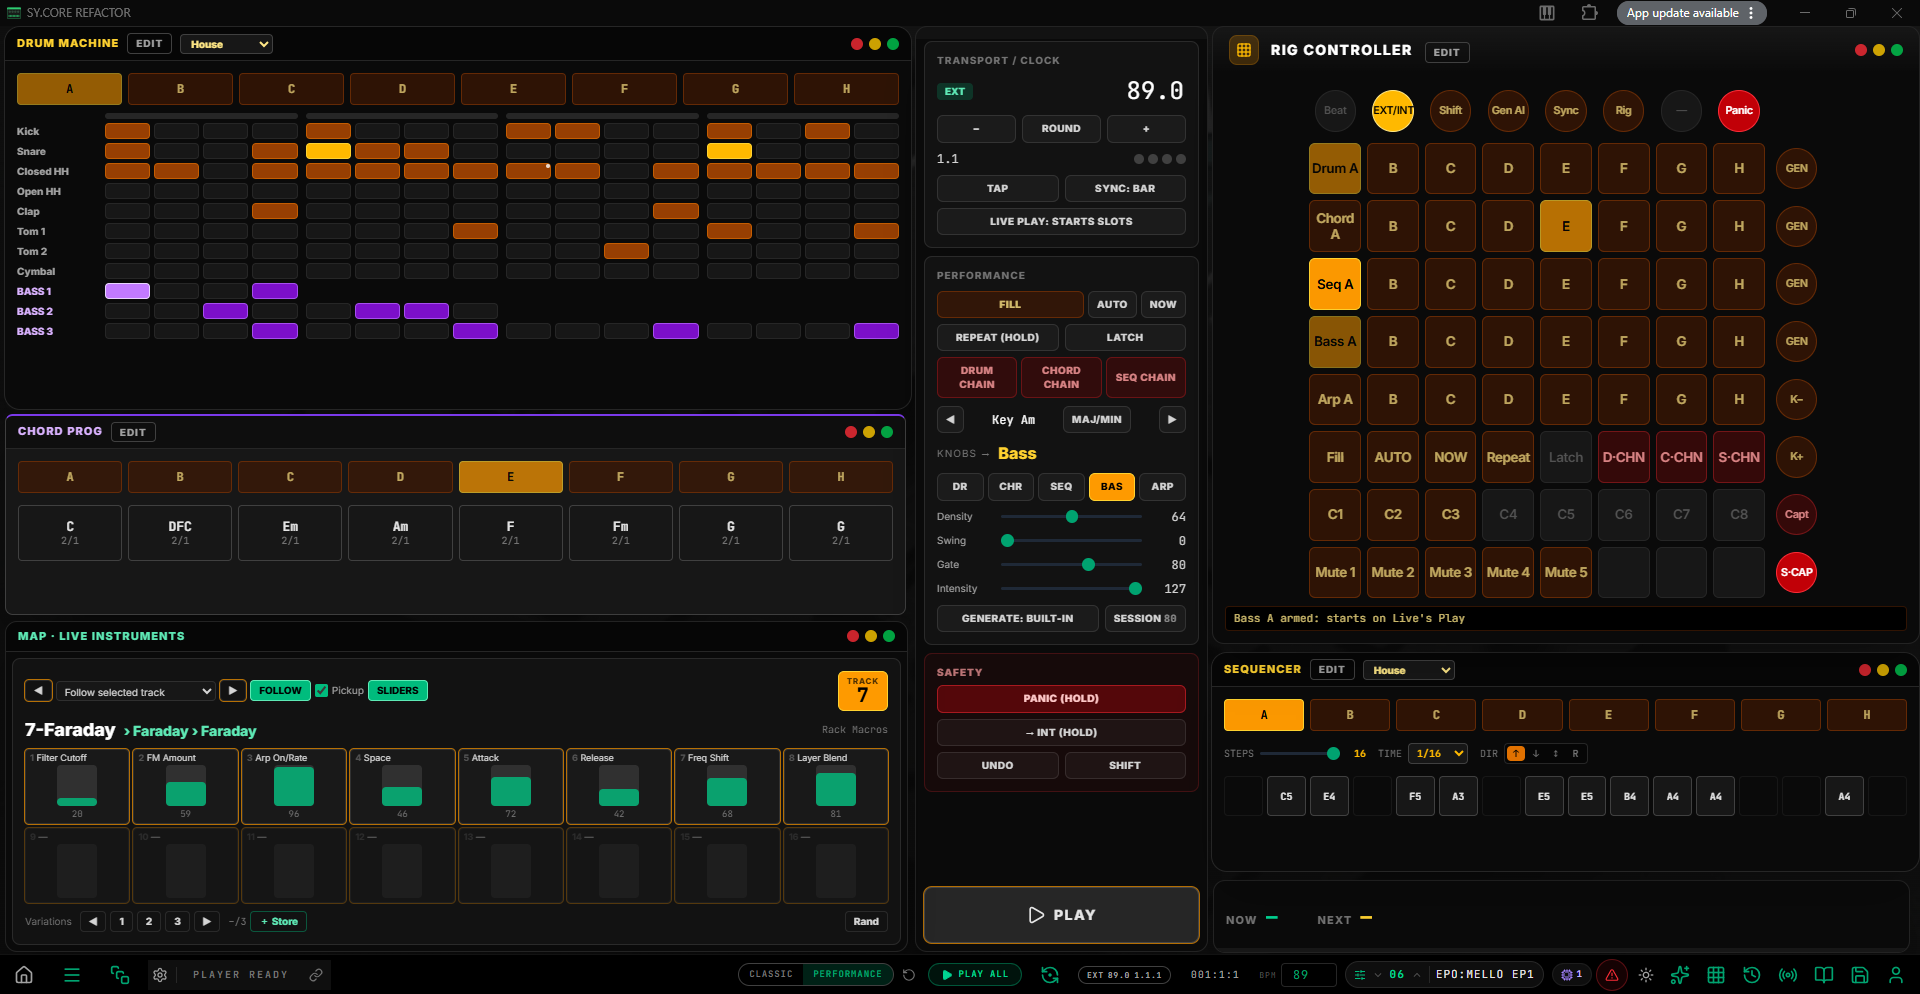 SY.CORE REFACTOR
App update available
DRUM MACHINE EDIT House
A B C D E F G H
Kick
Snare
Closed HH
Open HH
Clap
Tom 1
Tom 2
Cymbal
BASS 1
BASS 2
BASS 3
CHORD PROG EDIT
A B C D E F G H
C DFC Em Am F Fm G G
2/1 2/1 2/1 2/1 2/1 2/1 2/1 2/1
MAP · LIVE INSTRUMENTS
Follow selected track FOLLOW Pickup SLIDERS
TRACK
7
7-Faraday › Faraday › Faraday
Rack Macros
1 Filter Cutoff 2 FM Amount 3 Arp On/Rate 4 Space 5 Attack 6 Release 7 Freq Shift 8 Layer Blend
20 59 96 46 72 42 68 81
9 — 10 — 11 — 12 — 13 — 14 — 15 — 16 —
Variations 1 2 3 –/3 + Store Rand
TRANSPORT / CLOCK
EXT 89.0
– ROUND +
1.1
TAP SYNC: BAR
LIVE PLAY: STARTS SLOTS
PERFORMANCE
FILL AUTO NOW
REPEAT (HOLD) LATCH
DRUM CHAIN CHORD CHAIN SEQ CHAIN
Key Am MAJ/MIN
KNOBS → Bass
DR CHR SEQ BAS ARP
Density 64
Swing 0
Gate 80
Intensity 127
GENERATE: BUILT-IN SESSION 80
SAFETY
PANIC (HOLD)
→ INT (HOLD)
UNDO SHIFT
PLAY
RIG CONTROLLER EDIT
Beat EXT/INT Shift Gen AI Sync Rig — Panic
Drum A B C D E F G H GEN
Chord A B C D E F G H GEN
Seq A B C D E F G H GEN
Bass A B C D E F G H GEN
Arp A B C D E F G H K–
Fill AUTO NOW Repeat Latch D·CHN C·CHN S·CHN K+
C1 C2 C3 C4 C5 C6 C7 C8 Capt
Mute 1 Mute 2 Mute 3 Mute 4 Mute 5 S·CAP
Bass A armed: starts on Live's Play
SEQUENCER EDIT House
A B C D E F G H
STEPS 16 TIME 1/16 DIR ↑ ↓ ↕ R
C5 E4 F5 A3 E5 E5 B4 A4 A4 A4
NOW – NEXT –
PLAYER READY
CLASSIC PERFORMANCE
PLAY ALL
EXT 89.0 1.1.1
001:1:1
BPM 89
06 EPO:MELLO EP1
1